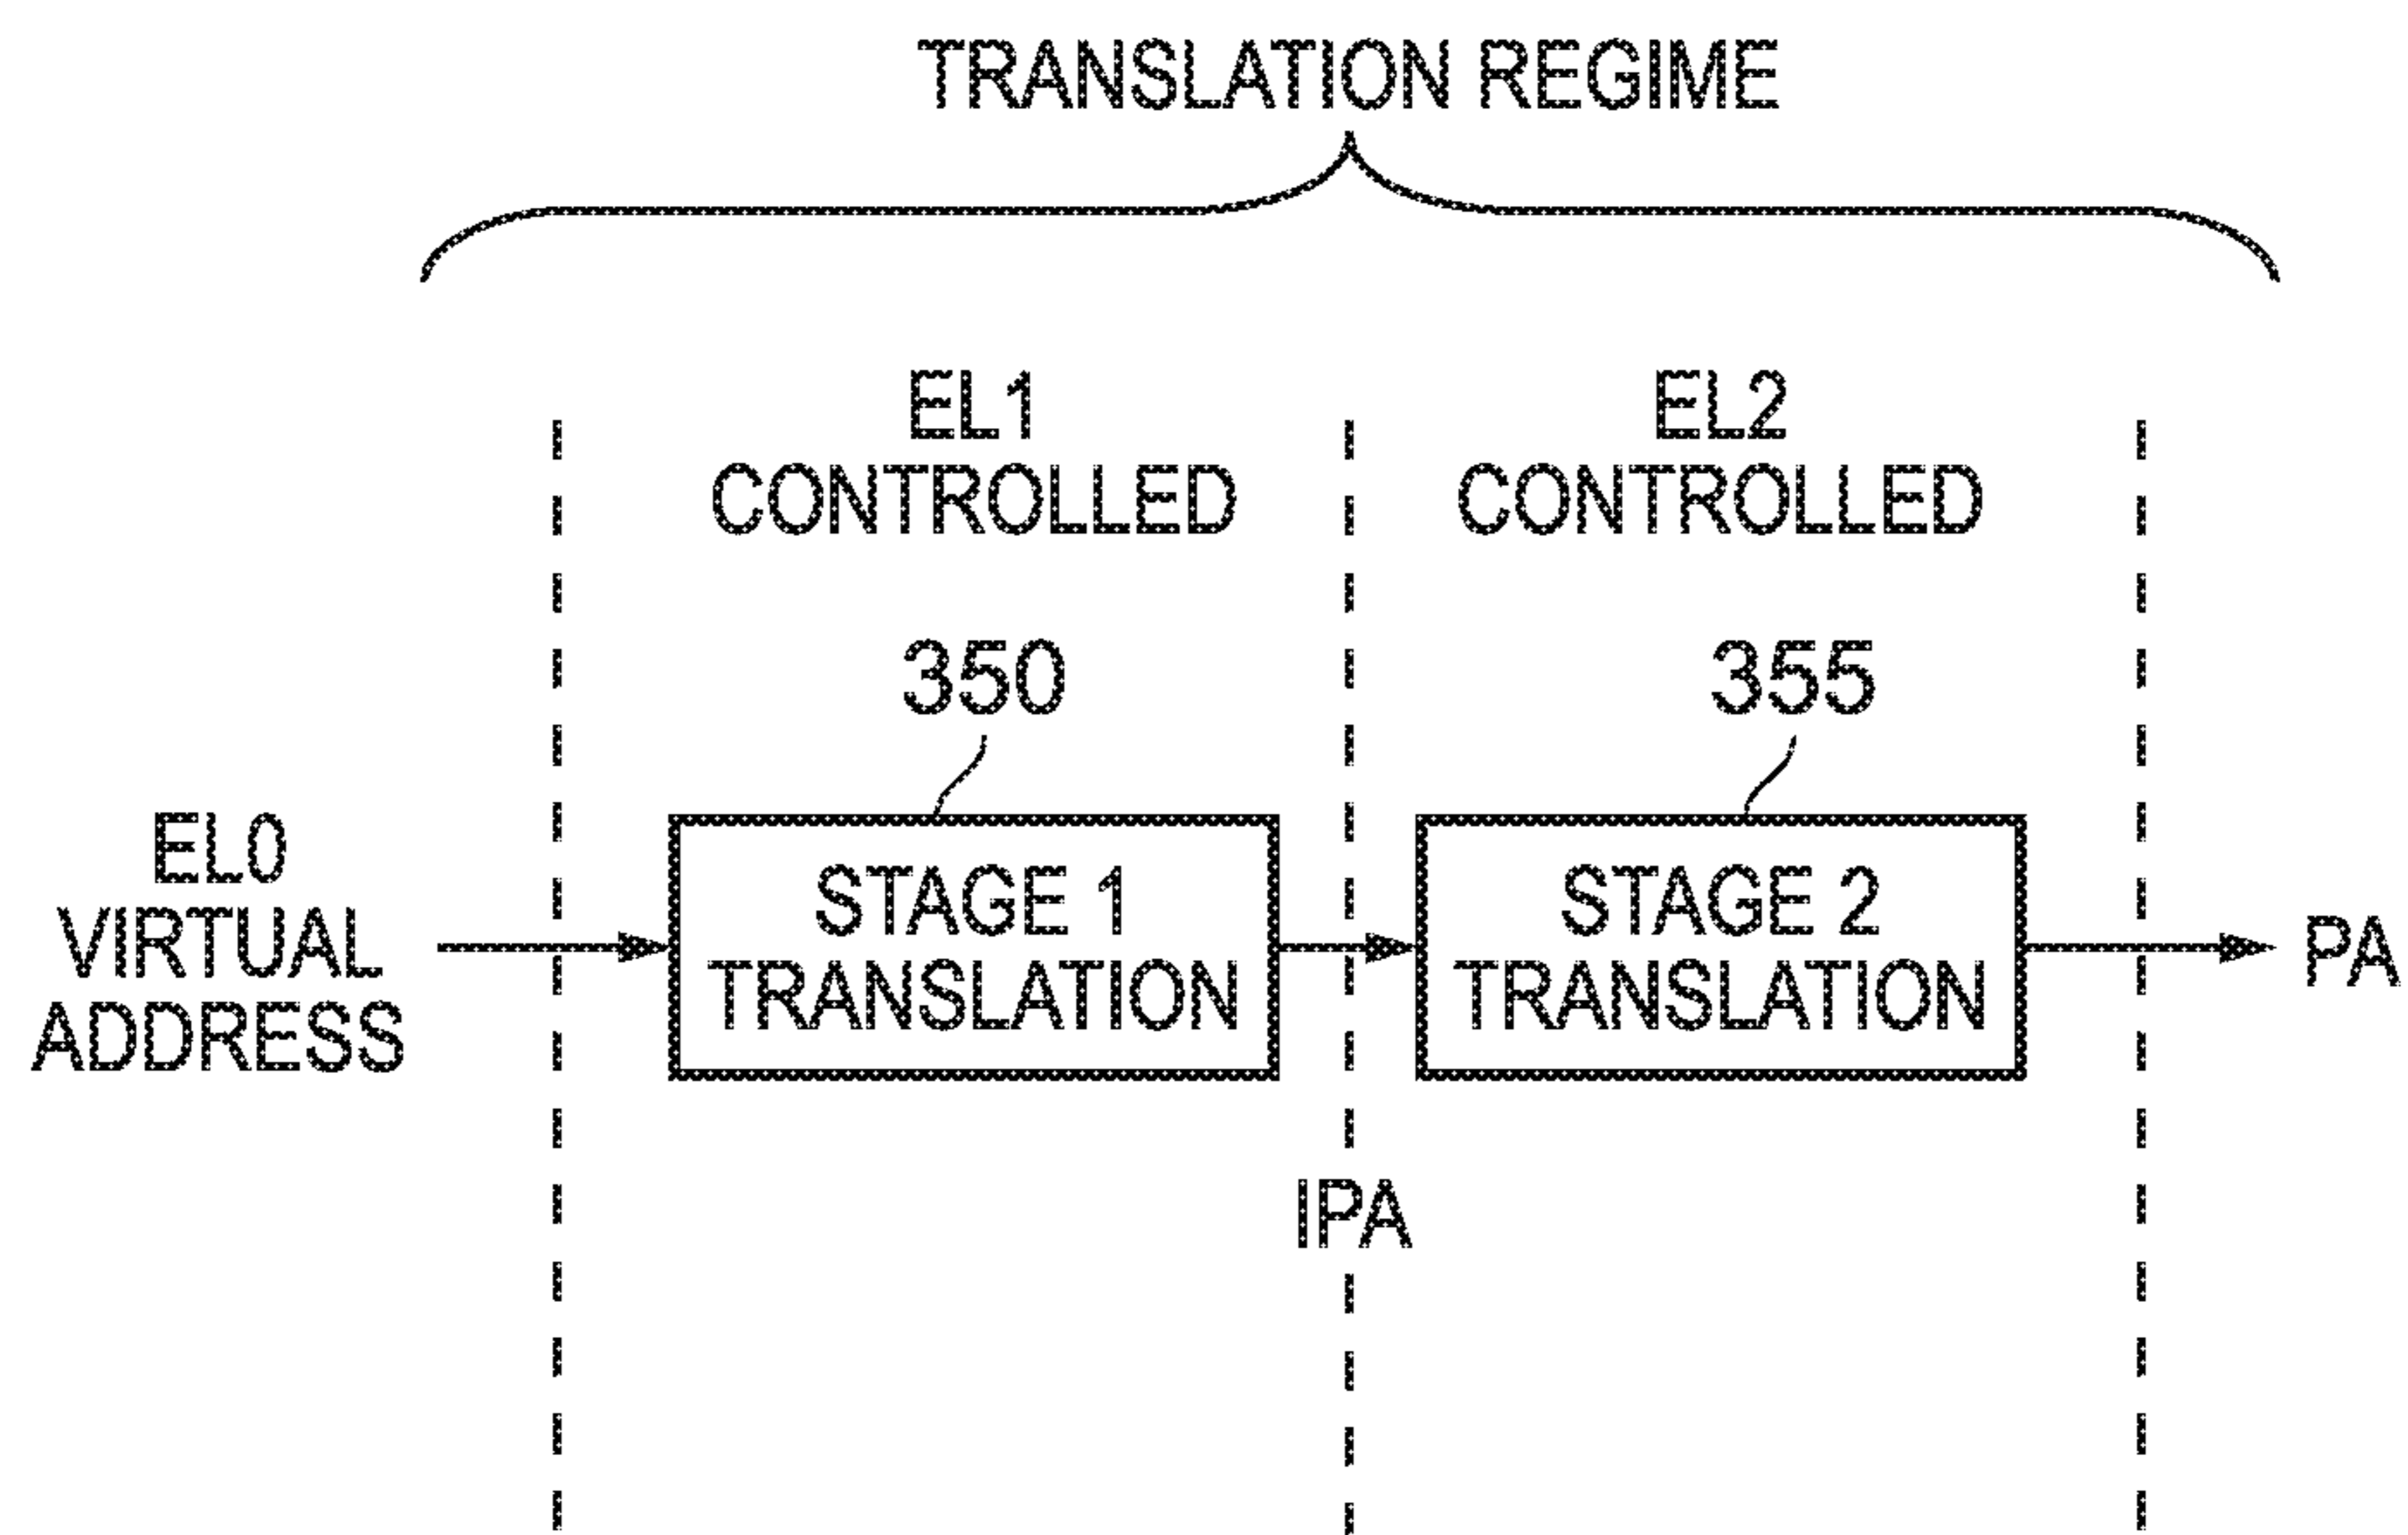 TRANSLATION REGIME
EL1
CONTROLLED
EL2
CONTROLLED
350
355
EL0
VIRTUAL
ADDRESS
STAGE 1
TRANSLATION
STAGE 2
TRANSLATION
PA
IPA